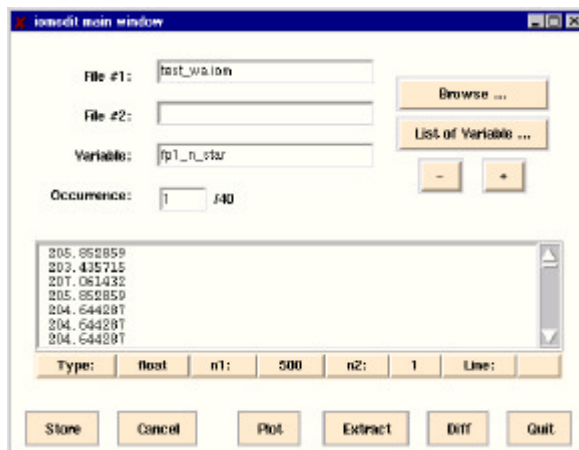 iomsedit main window
File #1: test_wa.iom
Browse ...
File #2:
List of Variable ...
Variable: fp1_n_star
- +
Occurrence: 1 /40
205.852859
203.435715
207.061432
205.852859
204.644287
204.644287
204.644287
Type: float n1: 500 n2: 1 Line:
Store Cancel Plot Extract Diff Quit